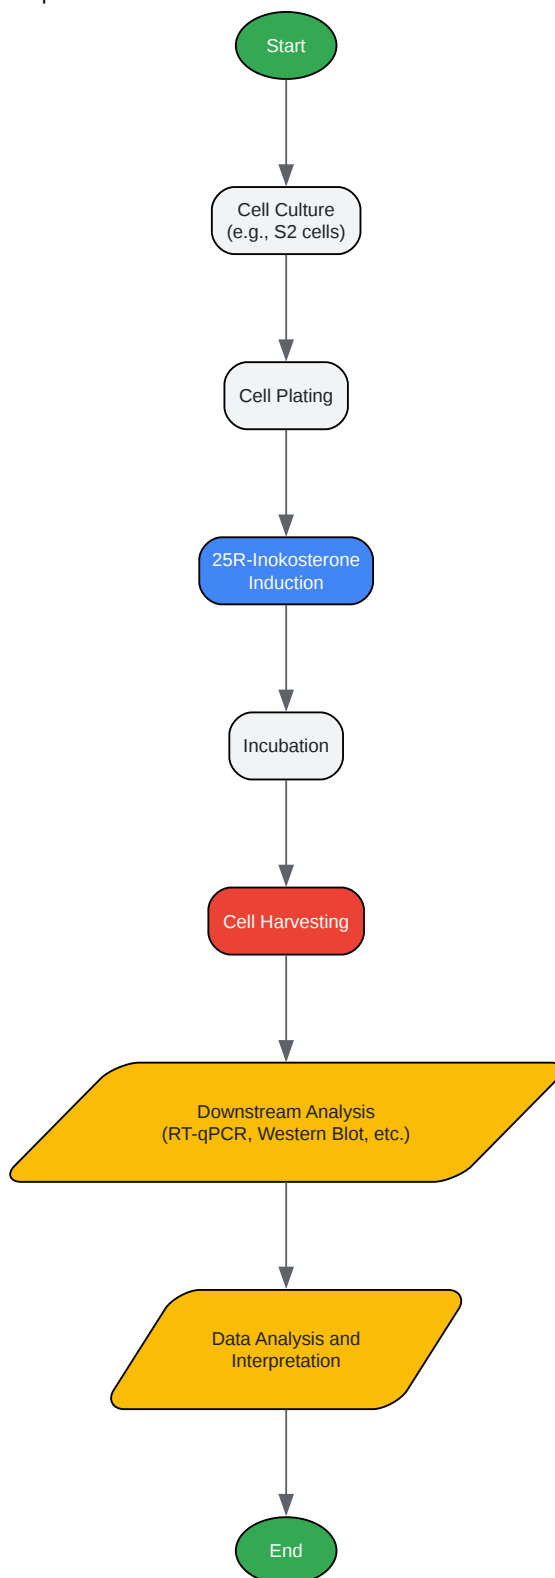 Start
Cell Culture
(e.g., S2 cells)
Cell Plating
25R-Inokosterone
Induction
Incubation
Cell Harvesting
Downstream Analysis
(RT-qPCR, Western Blot, etc.)
Data Analysis and
Interpretation
End